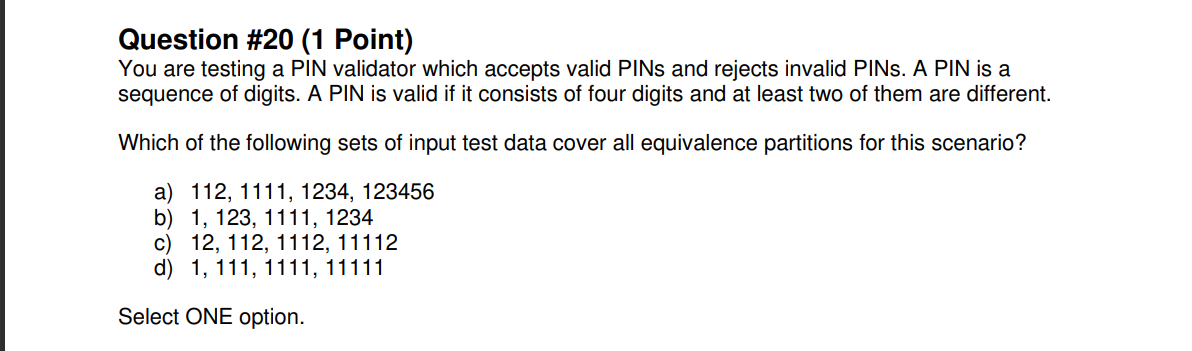 Question #20 (1 Point)
You are testing a PIN validator which accepts valid PINs and rejects invalid PINs. A PIN is a
sequence of digits. A PIN is valid if it consists of four digits and at least two of them are different.
Which of the following sets of input test data cover all equivalence partitions for this scenario?
a) 112, 1111, 1234, 123456
b) 1, 123, 1111, 1234
c) 12, 112, 1112, 11112
d) 1, 111, 1111, 11111
Select ONE option.